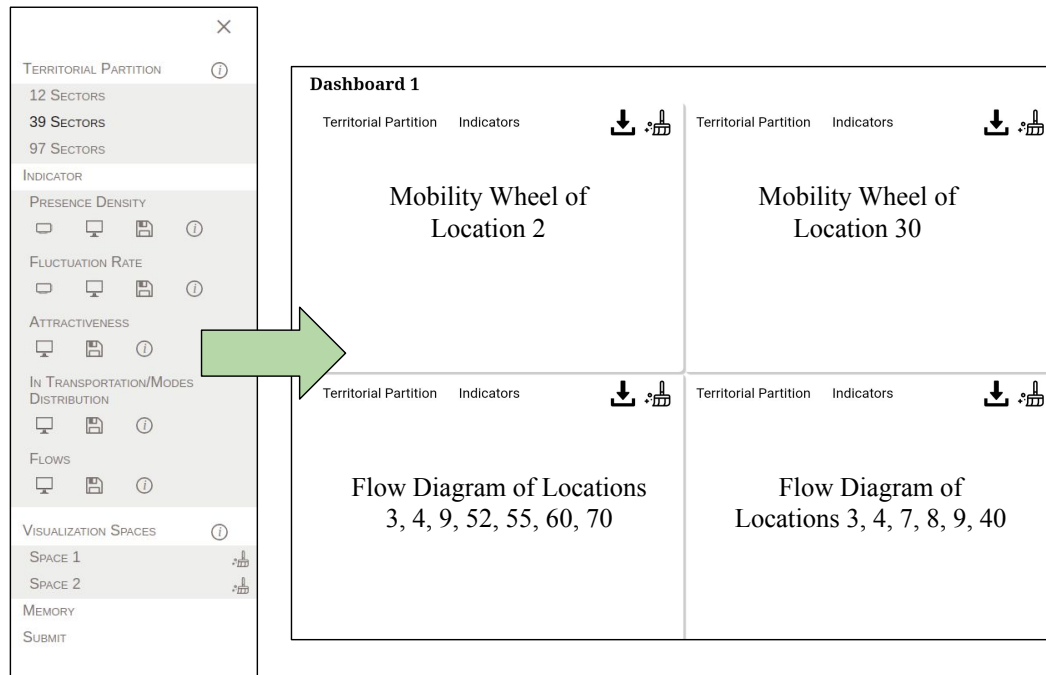 TERRITORIAL PARTITION
12 SECTORS
39 SECTORS
97 SECTORS
INDICATOR
PRESENCE DENSITY
FLUCTUATION RATE
ATTRACTIVENESS
IN TRANSPORTATION/MODES
DISTRIBUTION
FLOWS
VISUALIZATION SPACES
SPACE 1
SPACE 2
MEMORY
SUBMIT
Dashboard 1
Territorial Partition Indicators
Mobility Wheel of
Location 2
Territorial Partition Indicators
Mobility Wheel of
Location 30
Territorial Partition Indicators
Flow Diagram of Locations
3, 4, 9, 52, 55, 60, 70
Territorial Partition Indicators
Flow Diagram of
Locations 3, 4, 7, 8, 9, 40